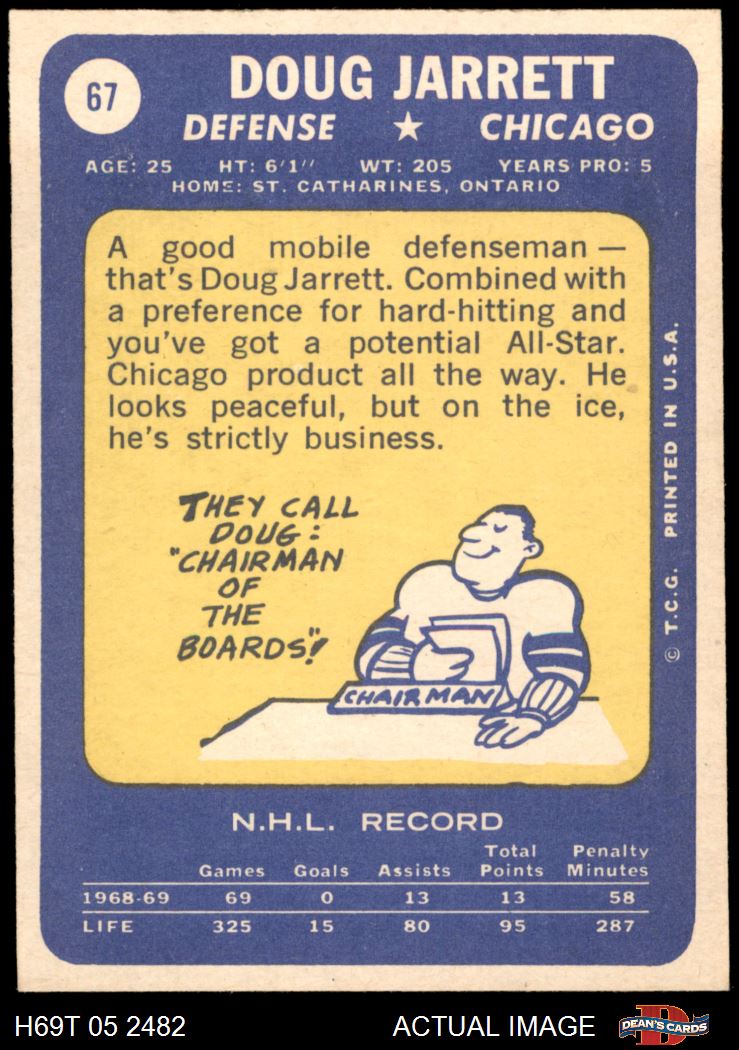 67
DOUG JARRETT
DEFENSE ★ CHICAGO
AGE: 25 HT: 6'1'' WT: 205 YEARS PRO: 5
HOME: ST. CATHARINES, ONTARIO
A good mobile defenseman —
that's Doug Jarrett. Combined with
a preference for hard-hitting and
you've got a potential All-Star.
Chicago product all the way. He
looks peaceful, but on the ice,
he's strictly business.
THEY CALL
DOUG:
"CHAIRMAN
OF
THE
BOARDS"!
CHAIRMAN
© T.C.G. PRINTED IN U.S.A.
N.H.L. RECORD
Games Goals Assists Total Points Penalty Minutes
1968-69 69 0 13 13 58
LIFE 325 15 80 95 287
H69T 05 2482 ACTUAL IMAGE
D
DEAN'S CARDS